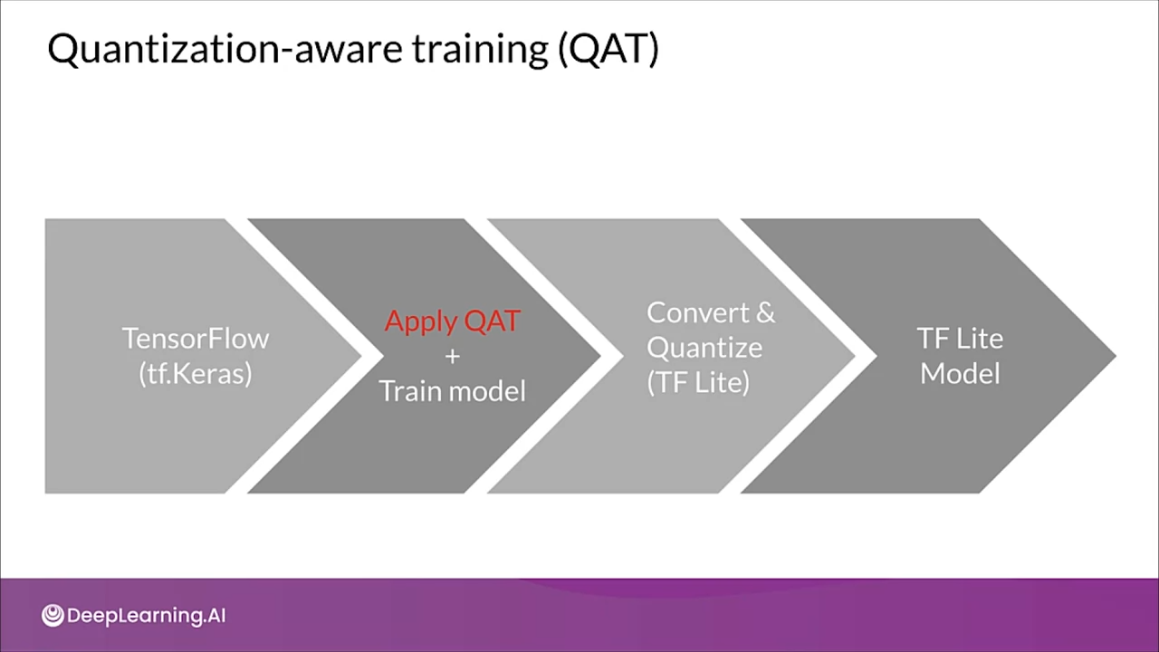 Quantization-aware training (QAT)
TensorFlow
(tf.Keras)
Apply QAT
+
Train model
Convert &
Quantize
(TF Lite)
TF Lite
Model
DeepLearning.AI